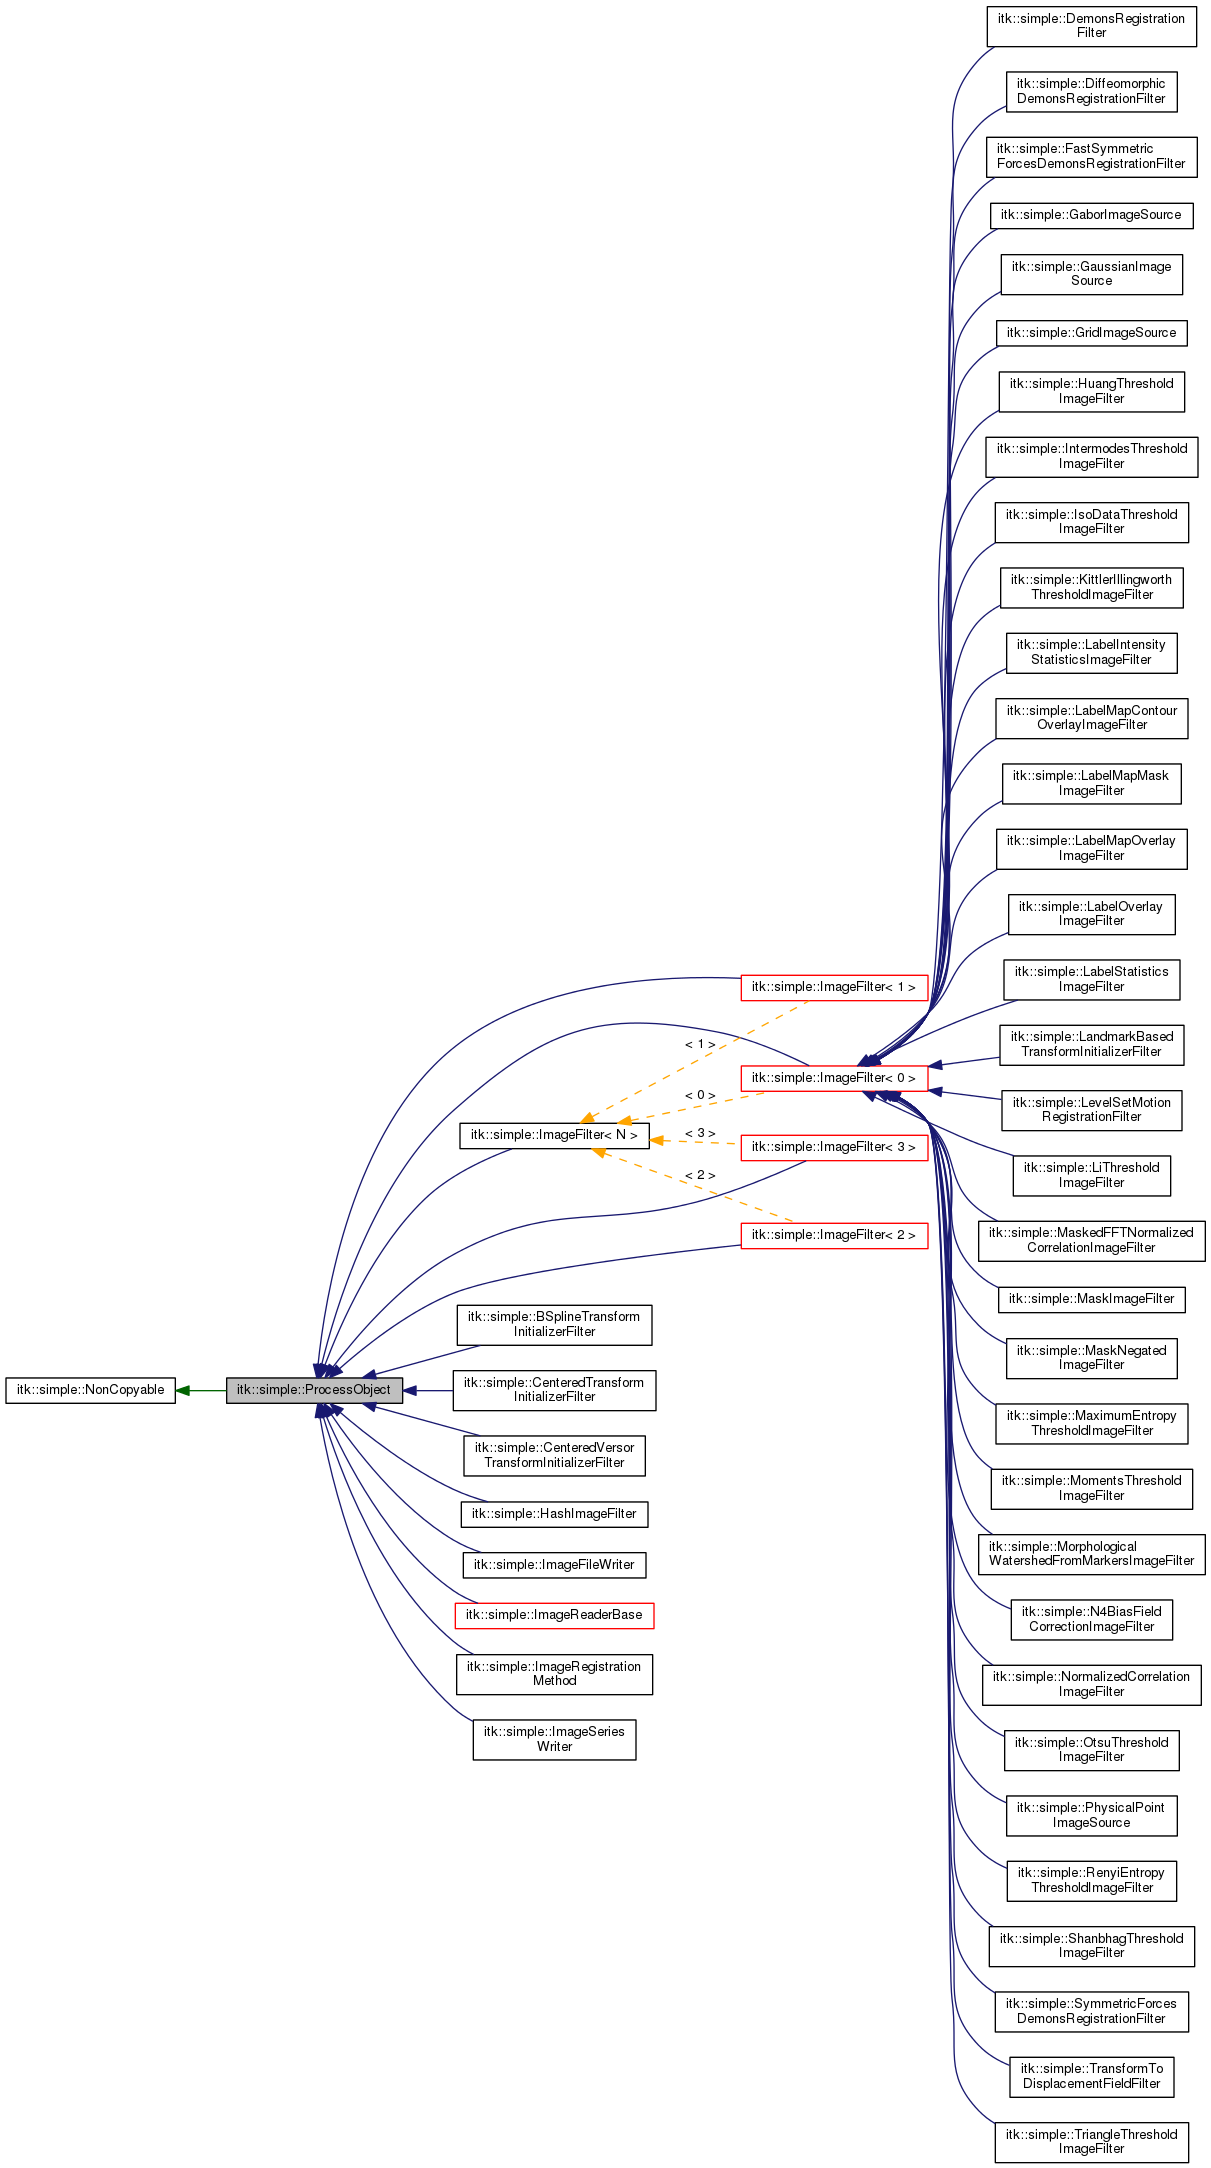 itk::simple::DemonsRegistration
Filter
itk::simple::Diffeomorphic
DemonsRegistrationFilter
itk::simple::FastSymmetric
ForcesDemonsRegistrationFilter
itk::simple::GaborImageSource
itk::simple::GaussianImage
Source
itk::simple::GridImageSource
itk::simple::HuangThreshold
ImageFilter
itk::simple::IntermodesThreshold
ImageFilter
itk::simple::IsoDataThreshold
ImageFilter
itk::simple::KittlerIllingworth
ThresholdImageFilter
itk::simple::LabelIntensity
StatisticsImageFilter
itk::simple::LabelMapContour
OverlayImageFilter
itk::simple::LabelMapMask
ImageFilter
itk::simple::LabelMapOverlay
ImageFilter
itk::simple::LabelOverlay
ImageFilter
itk::simple::LabelStatistics
ImageFilter
itk::simple::LandmarkBased
TransformInitializerFilter
itk::simple::LevelSetMotion
RegistrationFilter
itk::simple::LiThreshold
ImageFilter
itk::simple::MaskedFFTNormalized
CorrelationImageFilter
itk::simple::MaskImageFilter
itk::simple::MaskNegated
ImageFilter
itk::simple::MaximumEntropy
ThresholdImageFilter
itk::simple::MomentsThreshold
ImageFilter
itk::simple::Morphological
WatershedFromMarkersImageFilter
itk::simple::N4BiasField
CorrectionImageFilter
itk::simple::NormalizedCorrelation
ImageFilter
itk::simple::OtsuThreshold
ImageFilter
itk::simple::PhysicalPoint
ImageSource
itk::simple::RenyiEntropy
ThresholdImageFilter
itk::simple::ShanbhagThreshold
ImageFilter
itk::simple::SymmetricForces
DemonsRegistrationFilter
itk::simple::TransformTo
DisplacementFieldFilter
itk::simple::TriangleThreshold
ImageFilter
itk::simple::ImageFilter< 1 >
< 1 >
itk::simple::ImageFilter< 0 >
< 0 >
itk::simple::ImageFilter< N >
< 3 >
itk::simple::ImageFilter< 3 >
< 2 >
itk::simple::ImageFilter< 2 >
itk::simple::BSplineTransform
InitializerFilter
itk::simple::NonCopyable
itk::simple::ProcessObject
itk::simple::CenteredTransform
InitializerFilter
itk::simple::CenteredVersor
TransformInitializerFilter
itk::simple::HashImageFilter
itk::simple::ImageFileWriter
itk::simple::ImageReaderBase
itk::simple::ImageRegistration
Method
itk::simple::ImageSeries
Writer